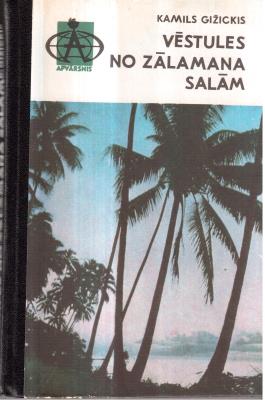 KAMILS GIŽICKIS
VĒSTULES
NO ZĀLAMANA
SALĀM
APVĀRSNIS